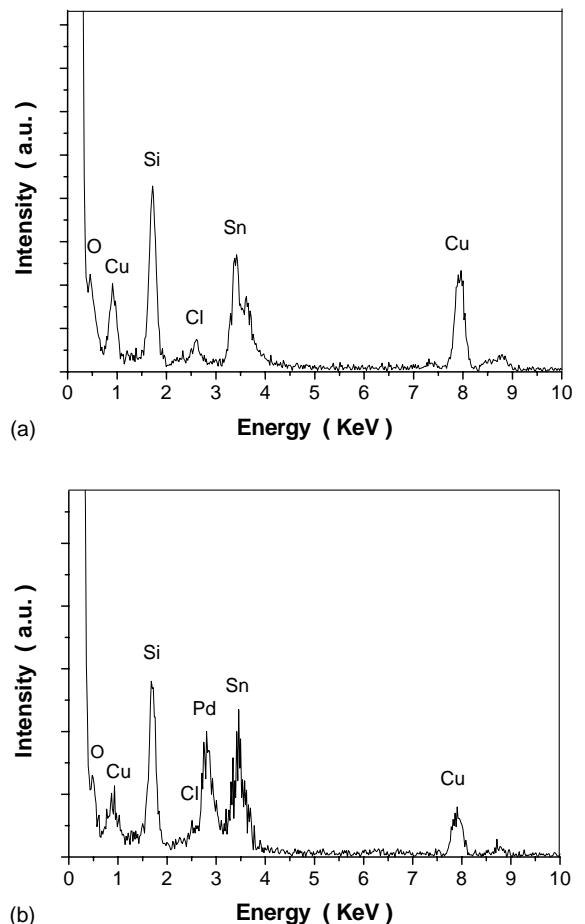 Intensity ( a.u. )
O
Cu
Si
Cl
Sn
Cu
0 1 2 3 4 5 6 7 8 9 10
Energy ( KeV )
(a)
Intensity ( a.u. )
O
Cu
Si
Cl
Pd
Sn
Cu
0 1 2 3 4 5 6 7 8 9 10
Energy ( KeV )
(b)